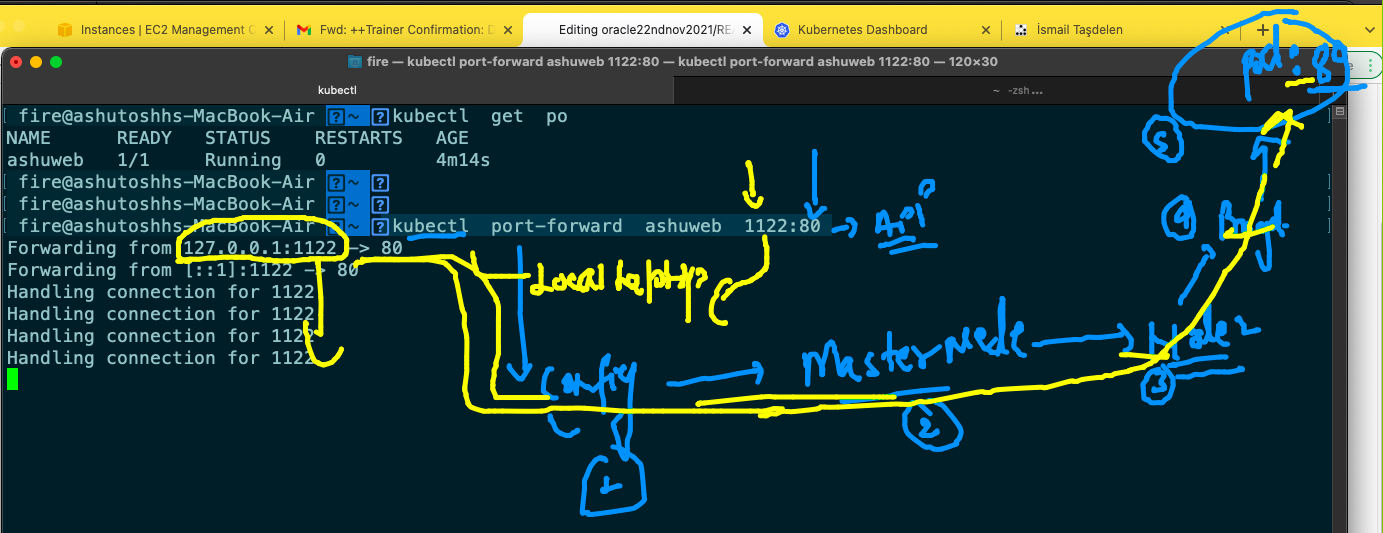 Instances | EC2 Management C
Fwd: ++Trainer Confirmation: D
Editing oracle22ndnov2021/RE
Kubernetes Dashboard
İsmail Taşdelen
fire — kubectl port-forward ashuweb 1122:80 — kubectl port-forward ashuweb 1122:80 — 120×30
kubectl
~ -zsh...
pod:80
5
fire@ashutoshhs-MacBook-Air ~ kubectl get po
NAME READY STATUS RESTARTS AGE
ashuweb 1/1 Running 0 4m14s
fire@ashutoshhs-MacBook-Air ~
fire@ashutoshhs-MacBook-Air ~
fire@ashutoshhs-MacBook-Air ~ kubectl port-forward ashuweb 1122:80
4
Forwarding from 127.0.0.1:1122 -> 80
Forwarding from [::1]:1122 -> 80
Local laptop
Handling connection for 1122
Handling connection for 1122
Handling connection for 1122
Handling connection for 1122
Config
Master node
3
2
1